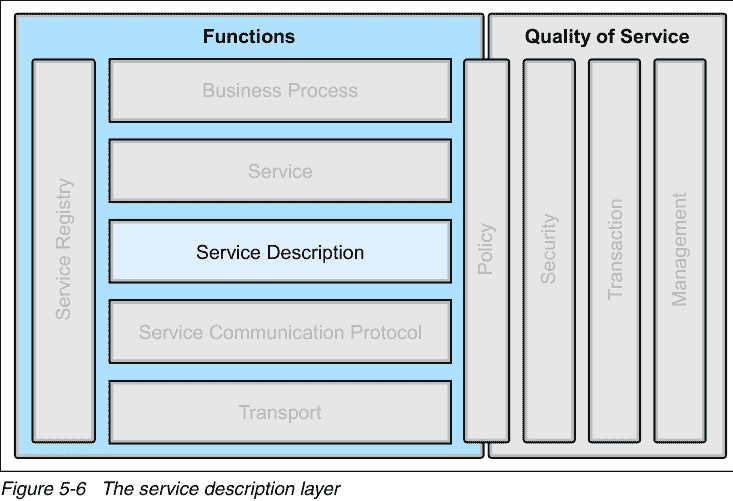 Functions
Quality of Service
Service Registry
Business Process
Service
Service Description
Service Communication Protocol
Transport
Policy
Security
Transaction
Management
Figure 5-6 The service description layer